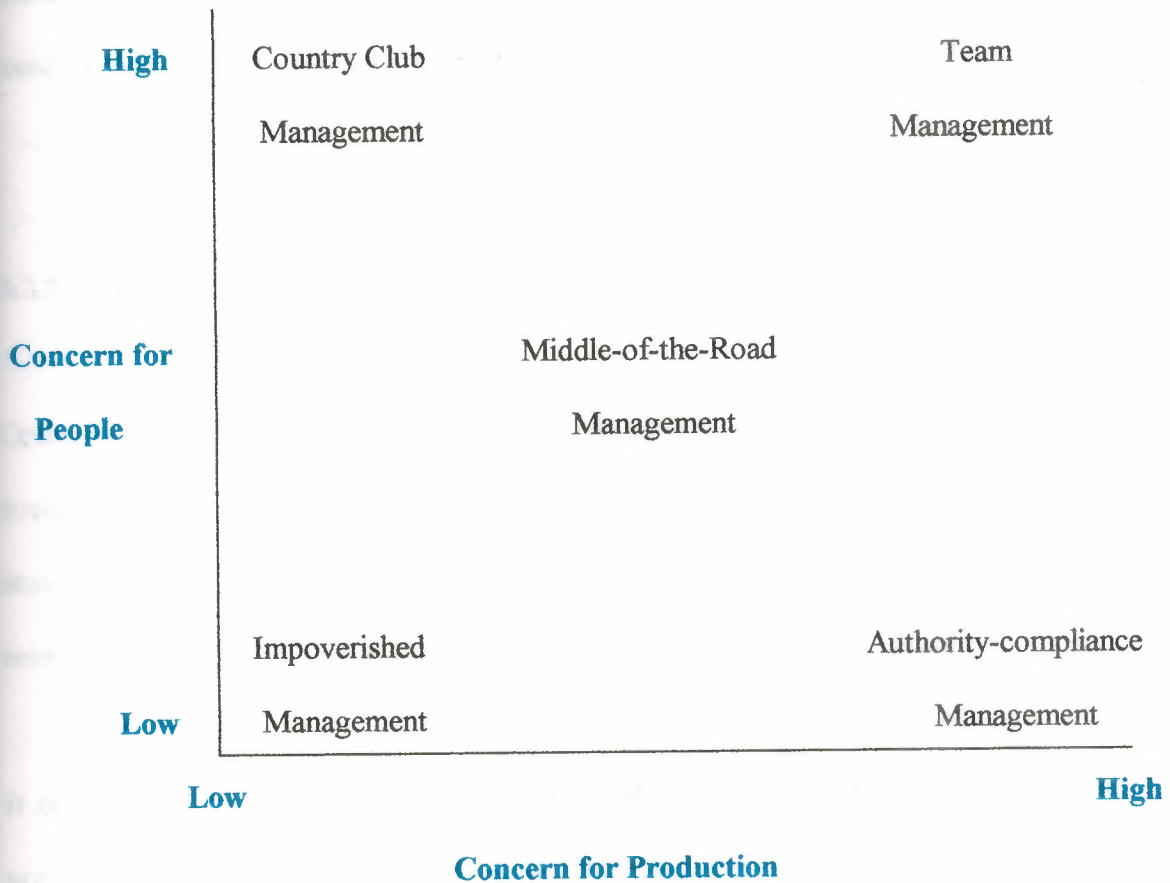 High
Country Club
Team
Management
Management
Concern for
Middle-of-the-Road
People
Management
Impoverished
Authority-compliance
Low
Management
Management
Low
High
Concern for Production